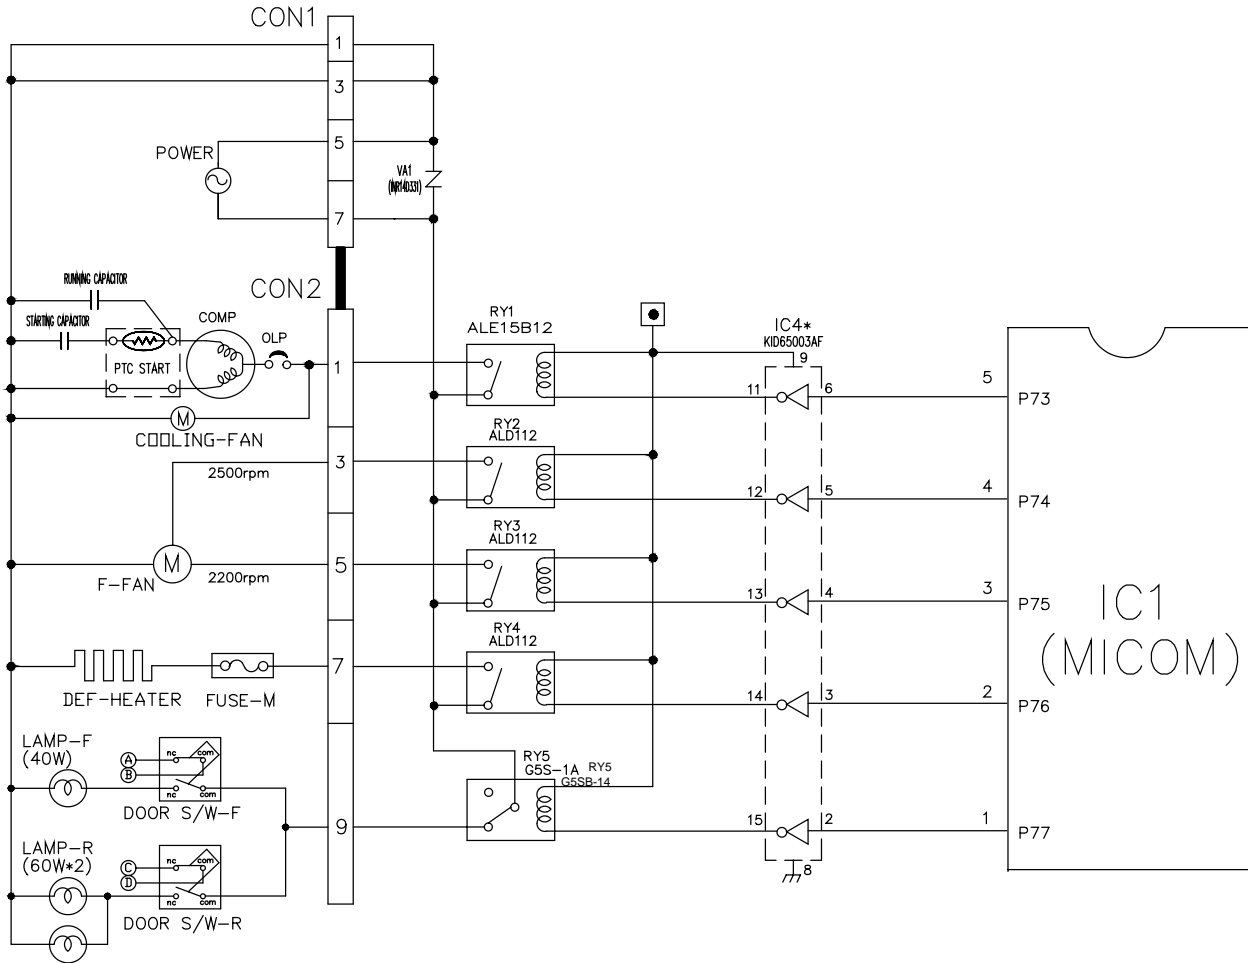 CON1
1
3
5
7
POWER
VA1
(INR14D331)
CON2
RUNNING CAPACITOR
STARTING CAPACITOR
COMP
OLP
PTC START
M
COOLING-FAN
1
RY1
ALE15B12
IC4*
KID65003AF
9
11
6
5
P73
2500rpm
3
RY2
ALD112
12
5
4
P74
M
F-FAN
2200rpm
5
RY3
ALD112
13
4
3
P75
IC1
(MICOM)
DEF-HEATER
FUSE-M
7
RY4
ALD112
14
3
2
P76
LAMP-F
(40W)
A
B
nc
com
nc
com
DOOR S/W-F
RY5
G5S-1A
RY5
G5SB-14
9
15
2
1
P77
8
LAMP-R
(60W*2)
C
D
nc
com
nc
com
DOOR S/W-R